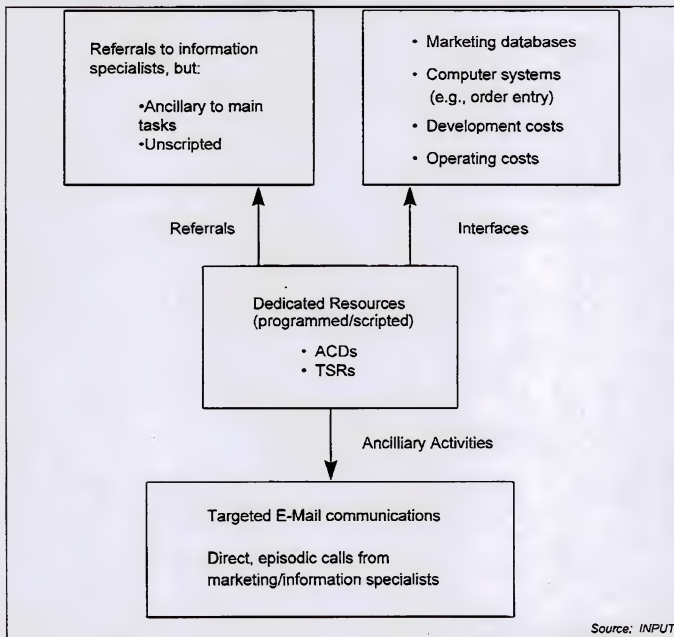 Referrals to information
specialists, but:
•Ancillary to main
tasks
•Unscripted
• Marketing databases
• Computer systems
(e.g., order entry)
• Development costs
• Operating costs
Referrals
Interfaces
Dedicated Resources
(programmed/scripted)
• ACDs
• TSRs
Ancilliary Activities
Targeted E-Mail communications
Direct, episodic calls from
marketing/information specialists
Source: INPUT